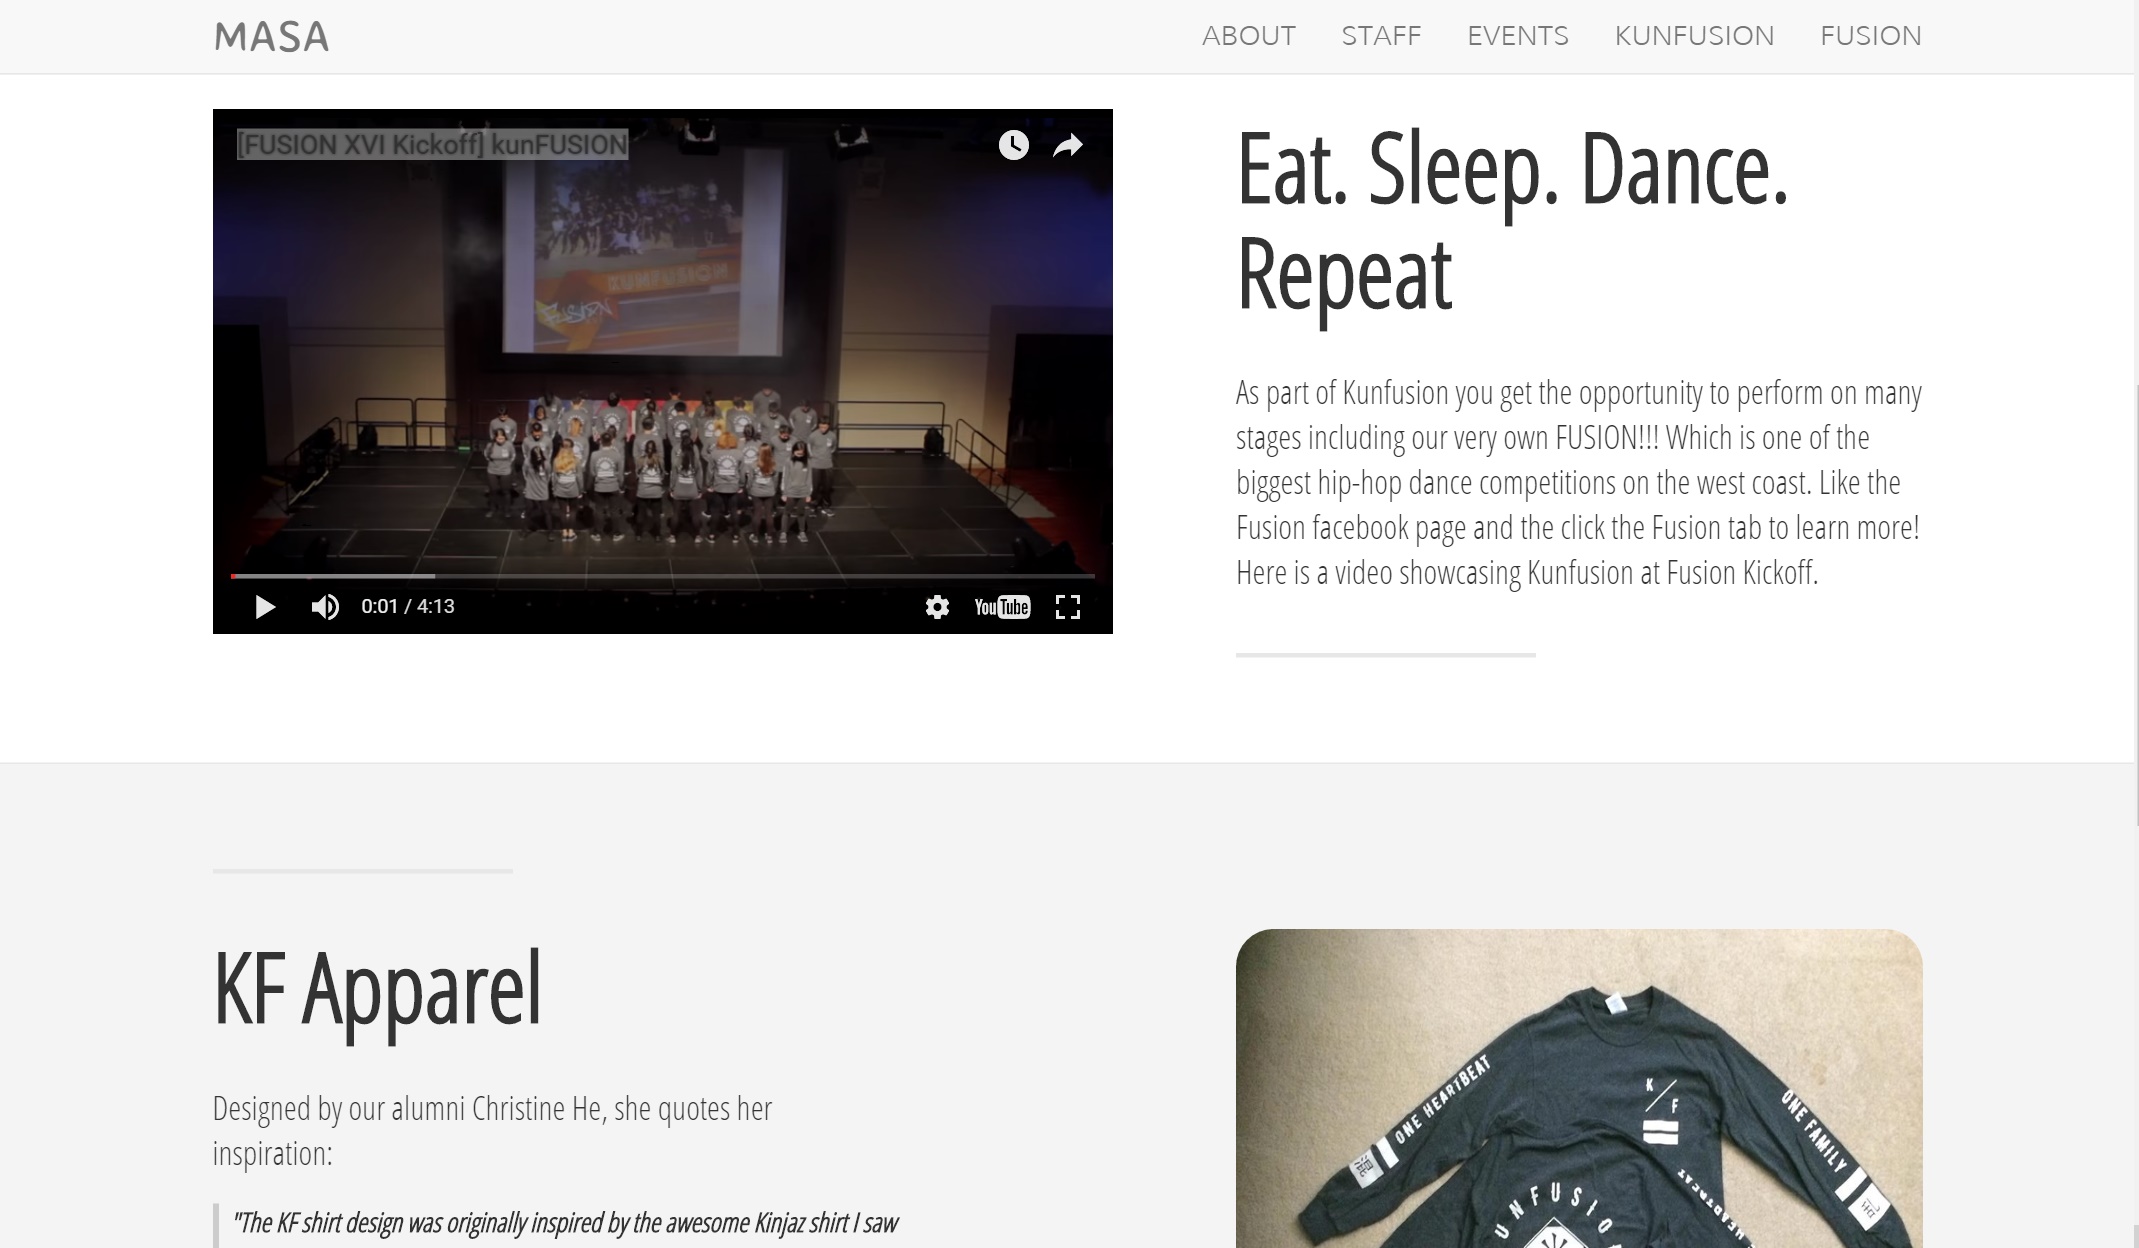 MASA
ABOUT STAFF EVENTS KUNFUSION FUSION
[FUSION XVI Kickoff] kunFUSION
KUNFUSION
FUSION
0:01 / 4:13
YouTube
Eat. Sleep. Dance.
Repeat
As part of Kunfusion you get the opportunity to perform on many
stages including our very own FUSION!!! Which is one of the
biggest hip-hop dance competitions on the west coast. Like the
Fusion facebook page and the click the Fusion tab to learn more!
Here is a video showcasing Kunfusion at Fusion Kickoff.
KF Apparel
Designed by our alumni Christine He, she quotes her
inspiration:
"The KF shirt design was originally inspired by the awesome Kinjaz shirt I saw
ONE HEARTBEAT
K
F
ONE FAMILY
UNFUSIO